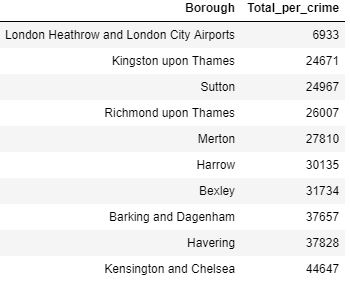 Borough Total_per_crime
London Heathrow and London City Airports 6933
Kingston upon Thames 24671
Sutton 24967
Richmond upon Thames 26007
Merton 27810
Harrow 30135
Bexley 31734
Barking and Dagenham 37657
Havering 37828
Kensington and Chelsea 44647